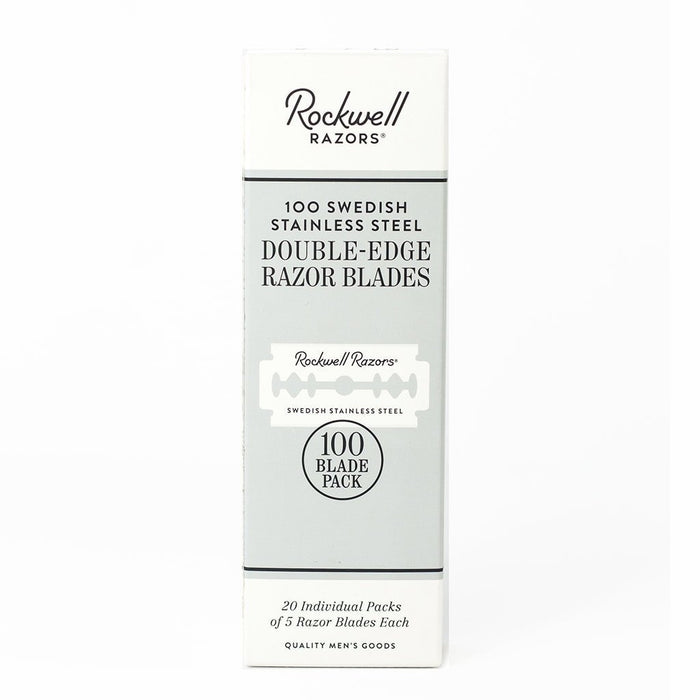 Rockwell
RAZORS®
100 SWEDISH
STAINLESS STEEL
DOUBLE-EDGE
RAZOR BLADES
Rockwell Razors®
SWEDISH STAINLESS STEEL
100
BLADE
PACK
20 Individual Packs
of 5 Razor Blades Each
QUALITY MEN'S GOODS